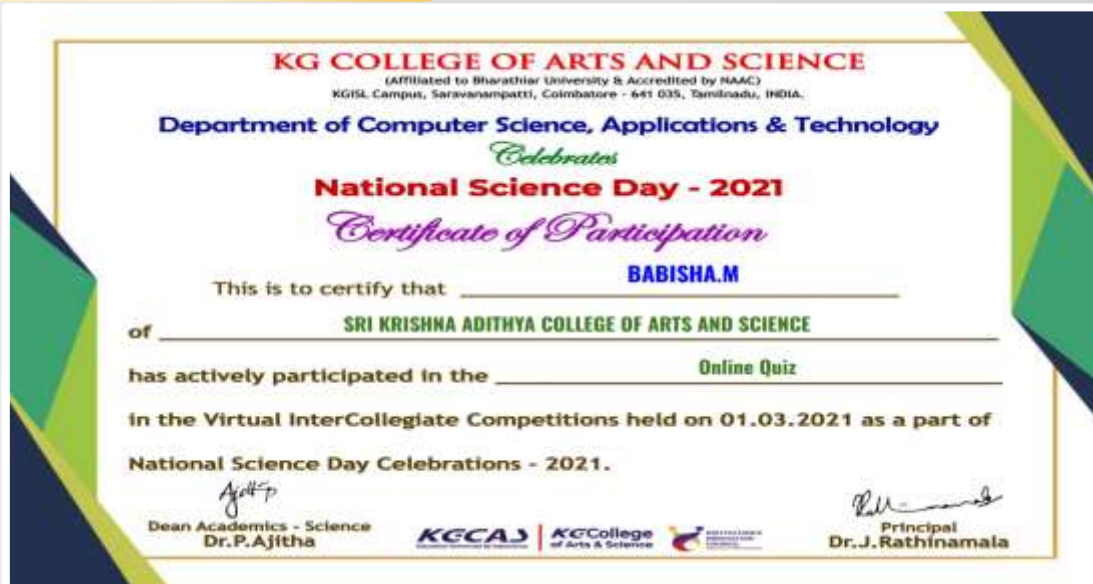 KG COLLEGE OF ARTS AND SCIENCE
(Affiliated to Bharathiar University & Accredited by NAAC)
KGISL Campus, Saravanampatti, Coimbatore - 641 035, Tamilnadu, INDIA.
Department of Computer Science, Applications & Technology
Celebrates
National Science Day - 2021
Certificate of Participation
This is to certify that BABISHA.M
of SRI KRISHNA ADITHYA COLLEGE OF ARTS AND SCIENCE
has actively participated in the Online Quiz
in the Virtual InterCollegiate Competitions held on 01.03.2021 as a part of
National Science Day Celebrations - 2021.
Dean Academics - Science
Dr.P.Ajitha
KGCAS
KGCollege
of Arts & Science
Principal
Dr.J.Rathinamala